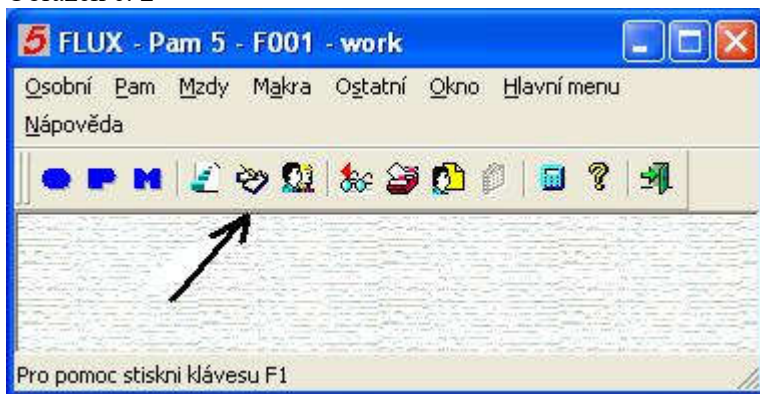 5 FLUX - Pam 5 - F001 - work
Osobní Pam Mzdy Makra Ostatní Okno Hlavní menu
Nápověda
O P M ?
Pro pomoc stiskni klávesu F1